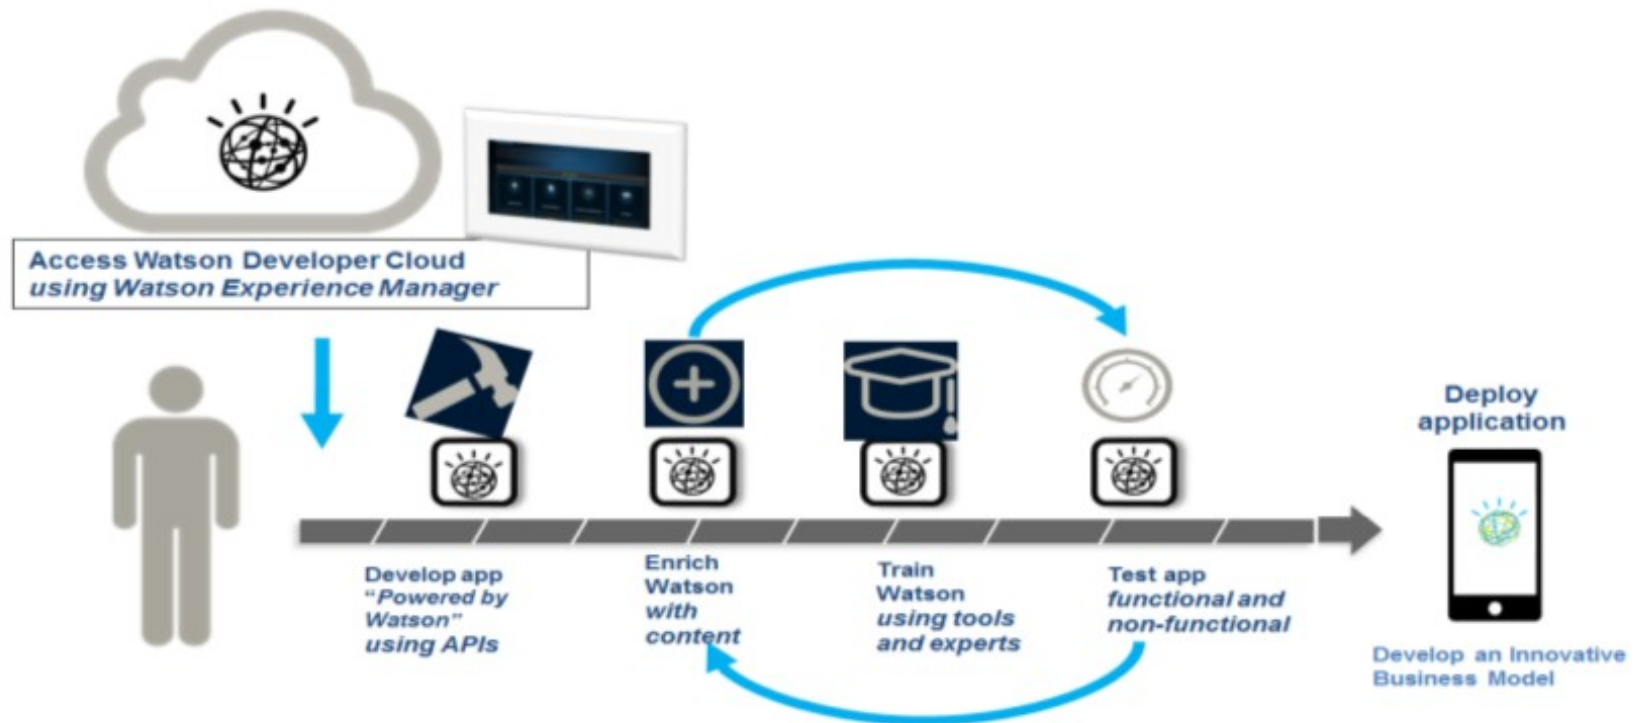 Access Watson Developer Cloud
using Watson Experience Manager
Develop app
“Powered by
Watson”
using APIs
Enrich
Watson
with
content
Train
Watson
using tools
and experts
Test app
functional and
non-functional
Deploy
application
Develop an Innovative
Business Model